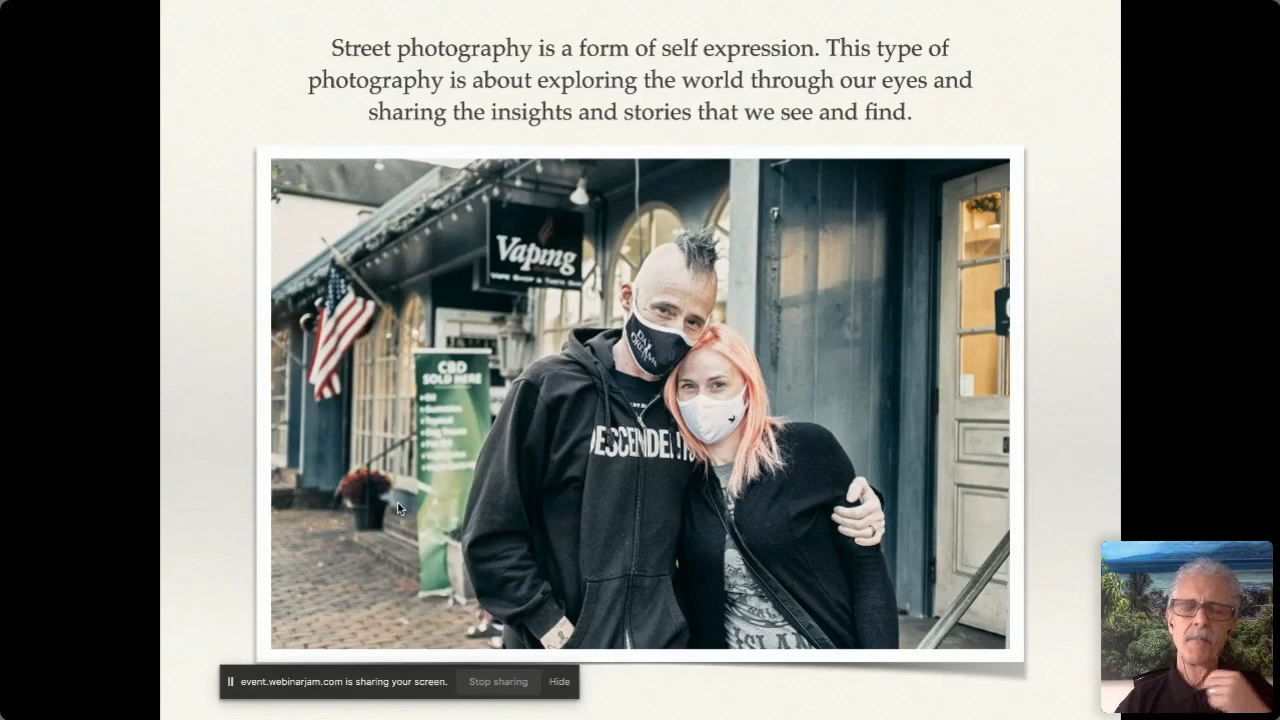 Street photography is a form of self expression. This type of
photography is about exploring the world through our eyes and
sharing the insights and stories that we see and find.
Vaping
CBD
SOLD HERE
DESCENDENTS
event.webinarjam.com is sharing your screen.
Stop sharing
Hide